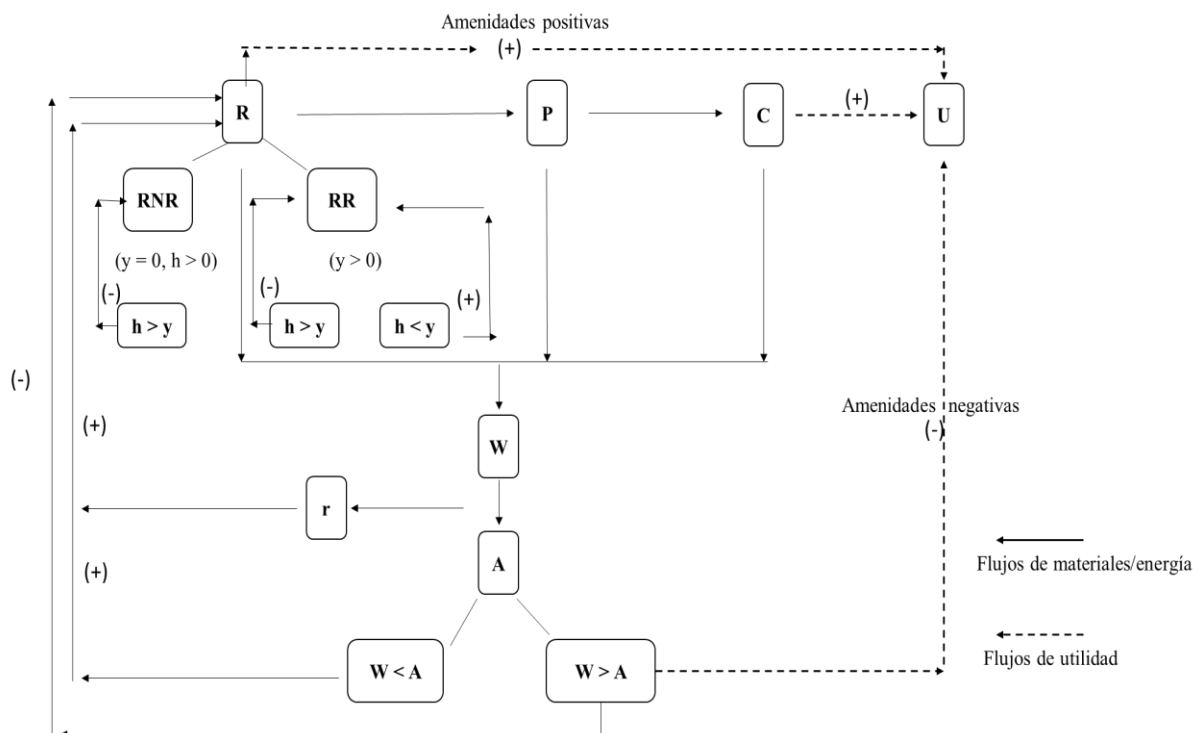 Amenidades positivas
(+)
R
P
C
(+)
U
RNR
RR
(y = 0, h > 0)
(y > 0)
(-)
(-)
(+)
h > y
h > y
h < y
(-)
Amenidades negativas
(-)
(+)
W
r
A
(+)
Flujos de materiales/energía
W < A
W > A
Flujos de utilidad